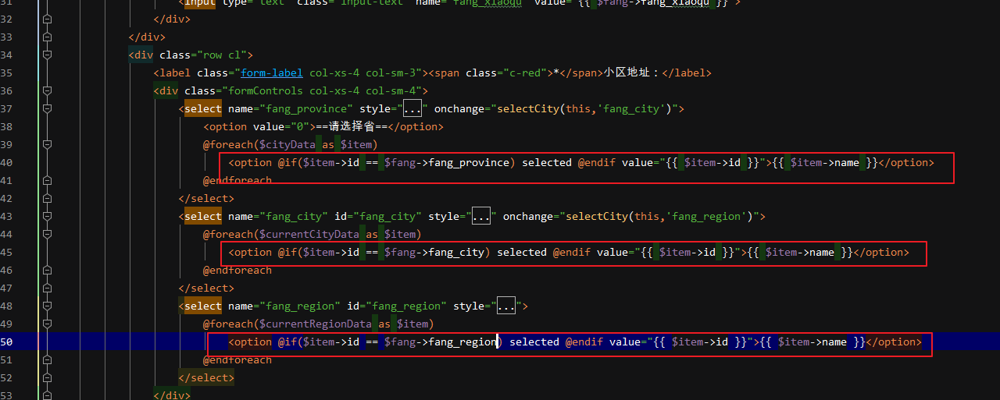 31 <input type="text" class="input-text" name="fang_xiaoqu" value="{{ $fang->fang_xiaoqu }}">
32 </div>
33 </div>
34 <div class="row cl">
35 <label class="form-label col-xs-4 col-sm-3"><span class="c-red">*</span>小区地址：</label>
36 <div class="formControls col-xs-4 col-sm-4">
37 <select name="fang_province" style="..." onchange="selectCity(this,'fang_city')">
38 <option value="0">==请选择省==</option>
39 @foreach($cityData as $item)
40 <option @if($item->id == $fang->fang_province) selected @endif value="{{ $item->id }}">{{ $item->name }}</option>
41 @endforeach
42 </select>
43 <select name="fang_city" id="fang_city" style="..." onchange="selectCity(this,'fang_region')">
44 @foreach($currentCityData as $item)
45 <option @if($item->id == $fang->fang_city) selected @endif value="{{ $item->id }}">{{ $item->name }}</option>
46 @endforeach
47 </select>
48 <select name="fang_region" id="fang_region" style="...">
49 @foreach($currentRegionData as $item)
50 <option @if($item->id == $fang->fang_region) selected @endif value="{{ $item->id }}">{{ $item->name }}</option>
51 @endforeach
52 </select>
53 </div>